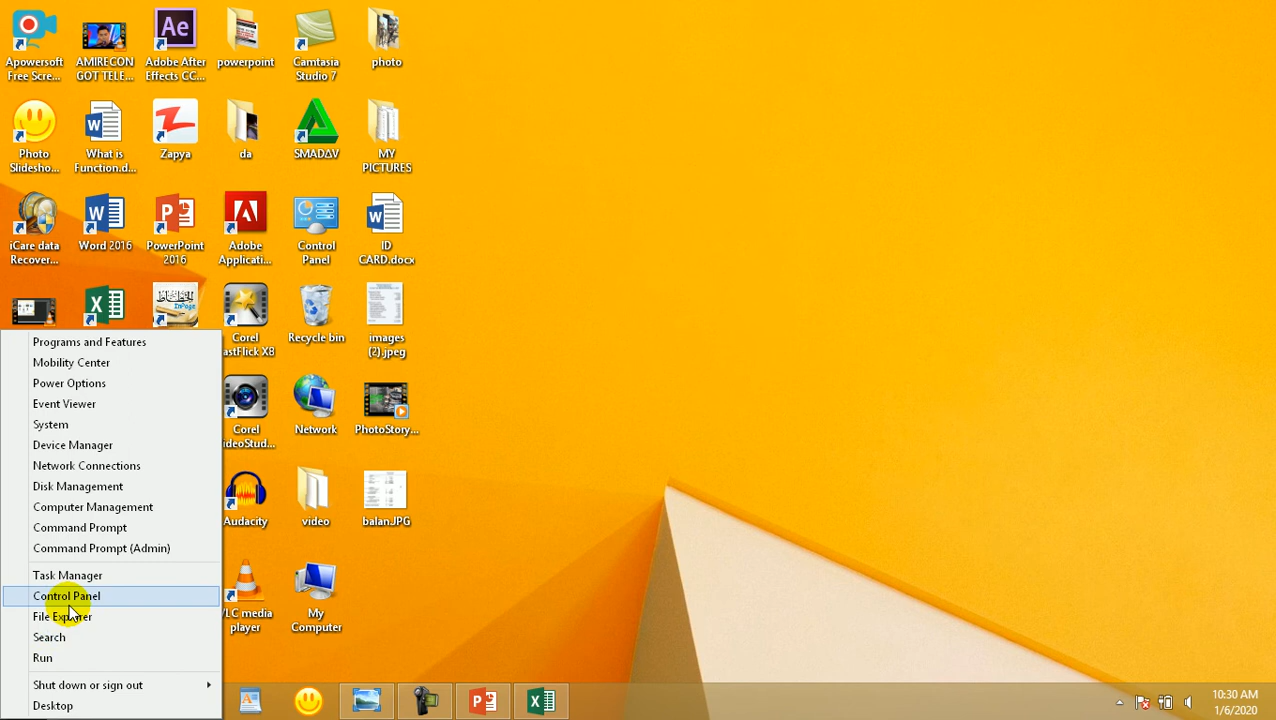 Apowersoft
Free Scre...
AMIRECON
GOT TELE...
Adobe After
Effects CC...
powerpoint
Camtasia
Studio 7
photo
Photo
Slidesho...
What is
Function.d...
Zapya
da
SMADAV
MY
PICTURES
iCare data
Recover...
Word 2016
PowerPoint
2016
Adobe
Applicati...
Control
Panel
ID
CARD.docx
InPage
Corel
astFlick X8
Recycle bin
images
(2).jpeg
Corel
ideoStud...
Network
PhotoStory...
Audacity
video
balan.JPG
VLC media
player
My
Computer
Programs and Features
Mobility Center
Power Options
Event Viewer
System
Device Manager
Network Connections
Disk Management
Computer Management
Command Prompt
Command Prompt (Admin)
Task Manager
Control Panel
File Explorer
Search
Run
Shut down or sign out
Desktop
10:30 AM
1/6/2020